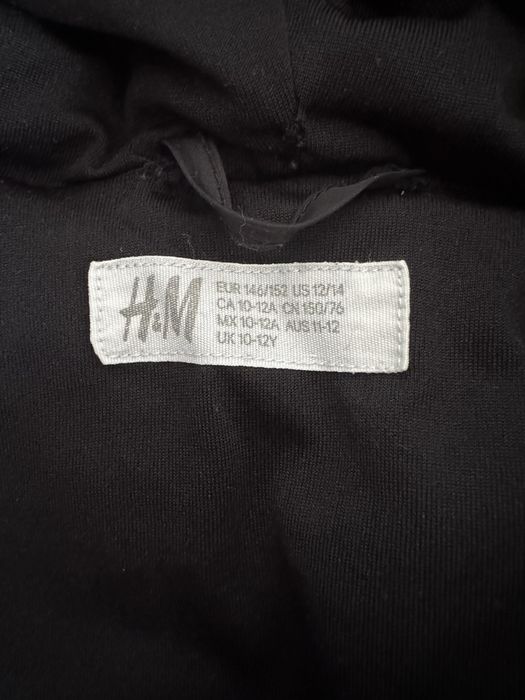 H&M
EUR 146/152 US 12/14
CA 10-12A CN 150/76
MX 10-12A AUS 11-12
UK 10-12Y